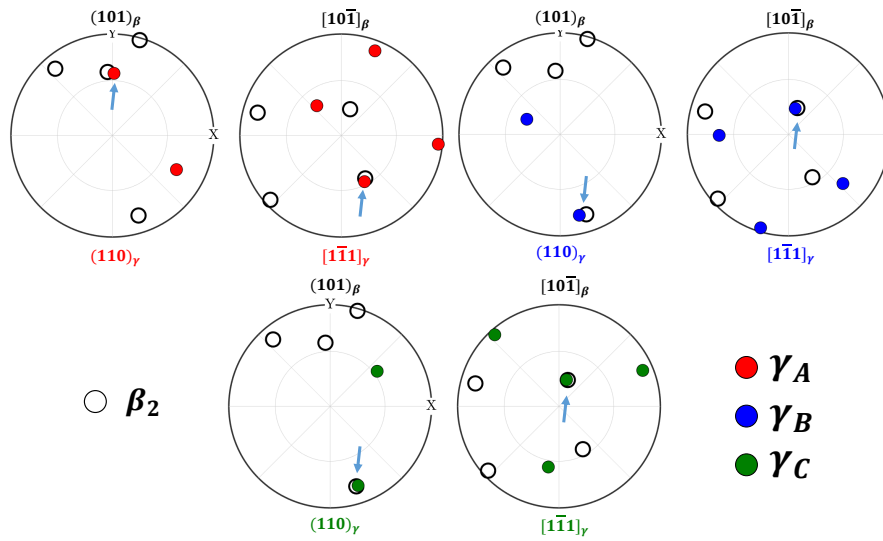 (101)β [101̅]β (101)β [101̅]β
Y Y
X X
(110)γ [11̅1]γ (110)γ [11̅1]γ
(101)β [101̅]β
Y
X
β₂
γA
γB
γC
(110)γ [11̅1]γ